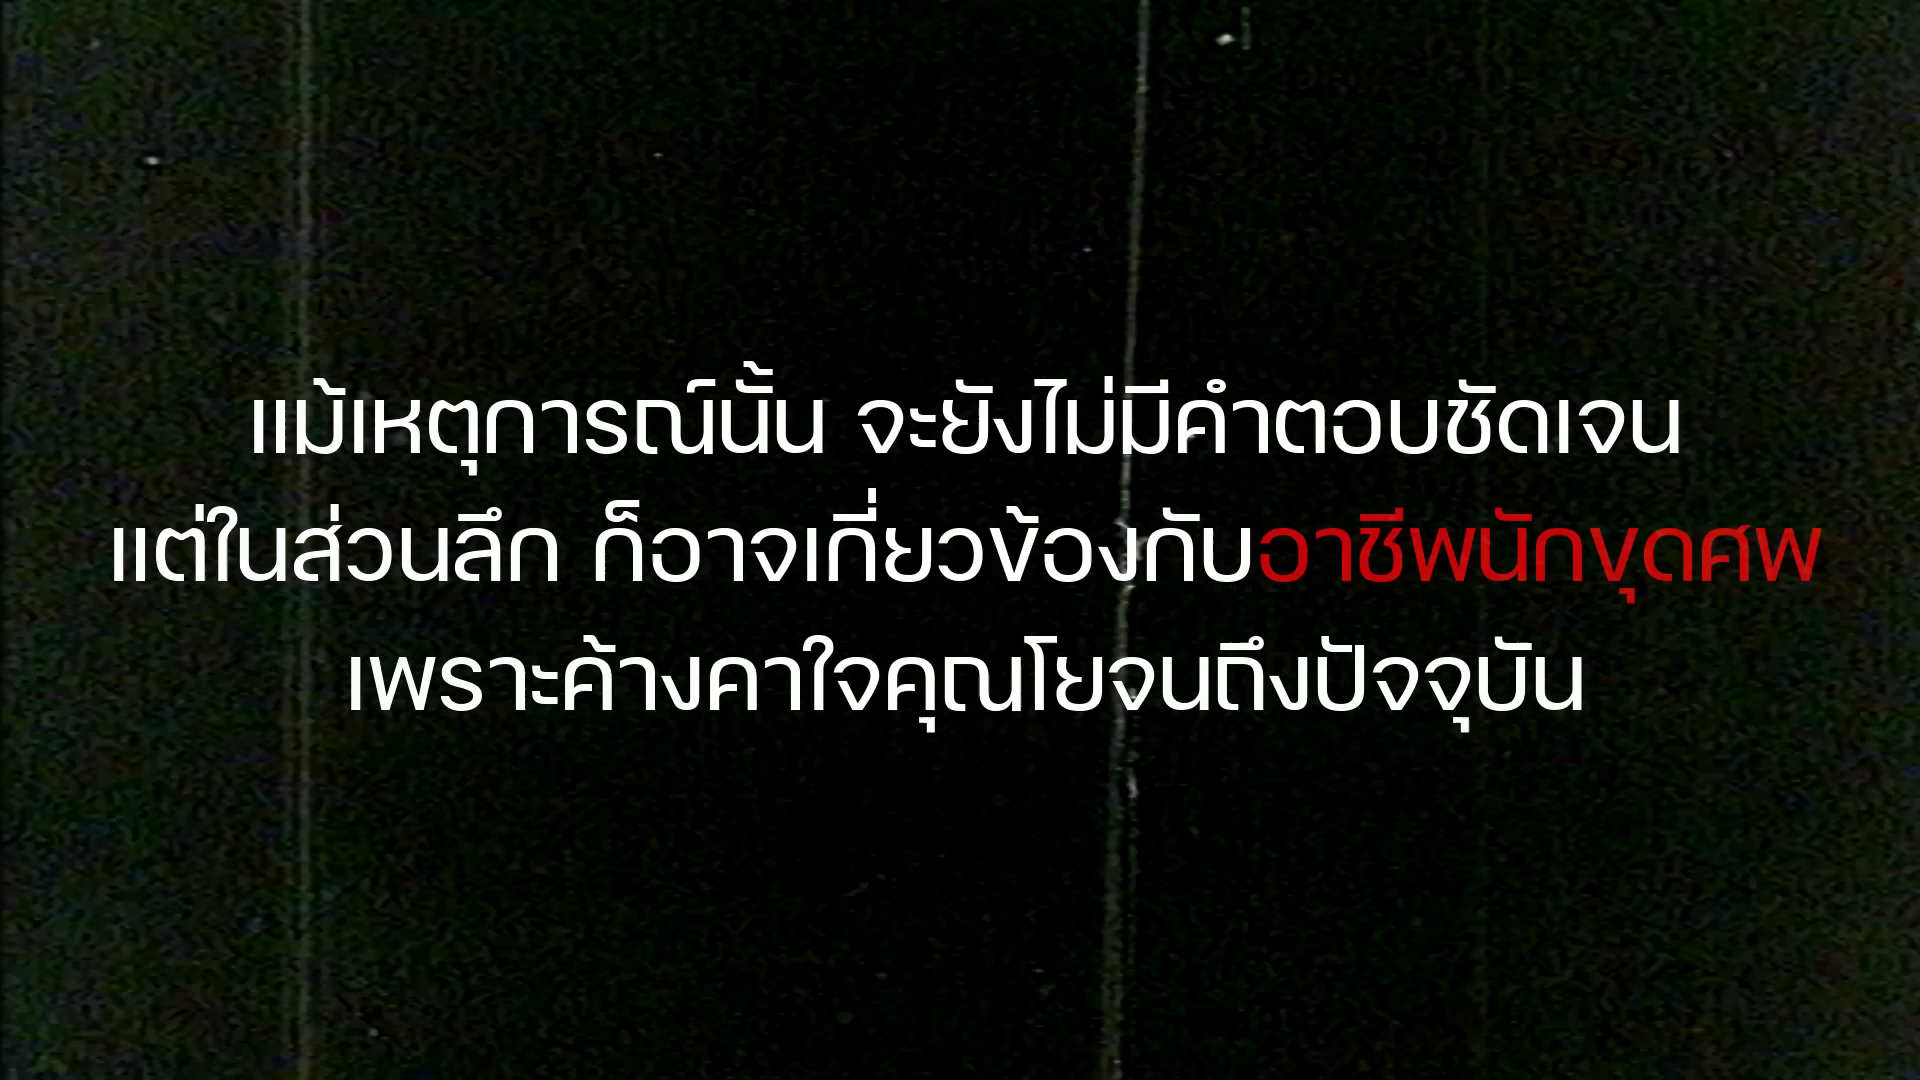 แม้เหตุการณ์นั้น จะยังไม่มีคำตอบชัดเจน
แต่ในส่วนลึก ก็อาจเกี่ยวข้องกับอาชีพนักขุดศพ
เพราะค้างคาใจคุณโยจนถึงปัจจุบัน